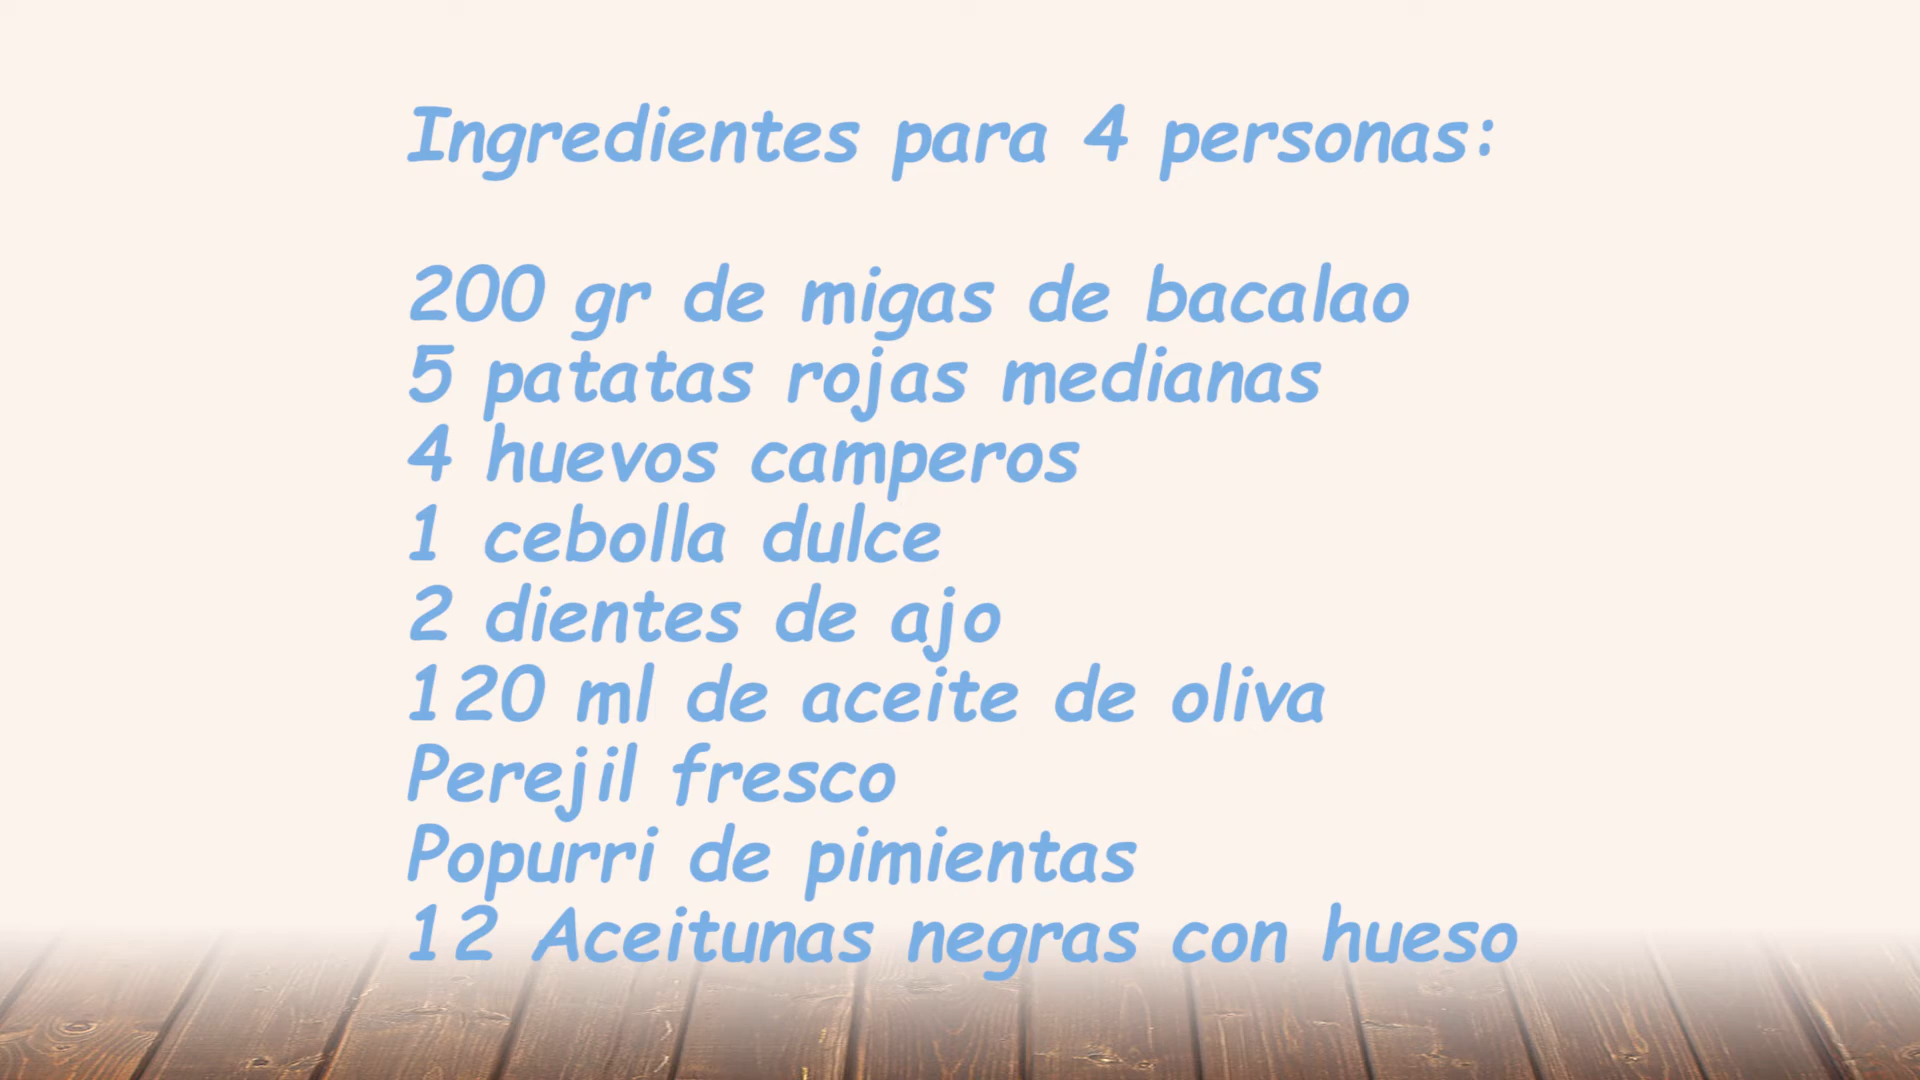 Ingredientes para 4 personas:
200 gr de migas de bacalao
5 patatas rojas medianas
4 huevos camperos
1 cebolla dulce
2 dientes de ajo
120 ml de aceite de oliva
Perejil fresco
Popurri de pimientas
12 Aceitunas negras con hueso